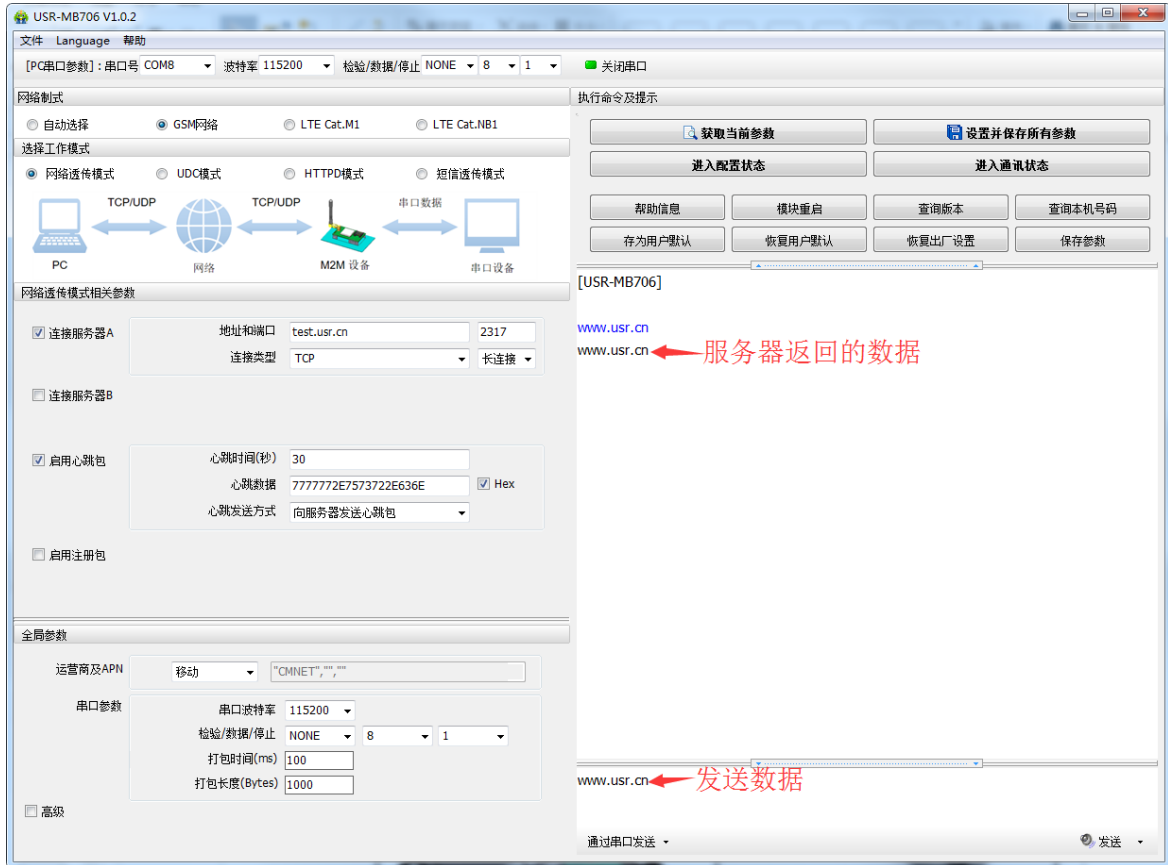 USR-MB706 V1.0.2
文件 Language 帮助
[PC串口参数]：串口号 COM8 波特率 115200 检验/数据/停止 NONE 8 1 关闭串口
网络制式
自动选择 GSM网络 LTE Cat.M1 LTE Cat.NB1
选择工作模式
网络透传模式 UDC模式 HTTPD模式 短信透传模式
TCP/UDP TCP/UDP 串口数据
PC 网络 M2M 设备 串口设备
网络透传模式相关参数
连接服务器A 地址和端口 test.usr.cn 2317
连接类型 TCP 长连接
连接服务器B
启用心跳包 心跳时间(秒) 30
心跳数据 7777772E7573722E636E Hex
心跳发送方式 向服务器发送心跳包
启用注册包
全局参数
运营商及APN 移动 "CMNET","",""
串口参数 串口波特率 115200
检验/数据/停止 NONE 8 1
打包时间(ms) 100
打包长度(Bytes) 1000
高级
执行命令及提示
获取当前参数 设置并保存所有参数
进入配置状态 进入通讯状态
帮助信息 模块重启 查询版本 查询本机号码
存为用户默认 恢复用户默认 恢复出厂设置 保存参数
[USR-MB706]
www.usr.cn
www.usr.cn 服务器返回的数据
www.usr.cn 发送数据
通过串口发送 发送